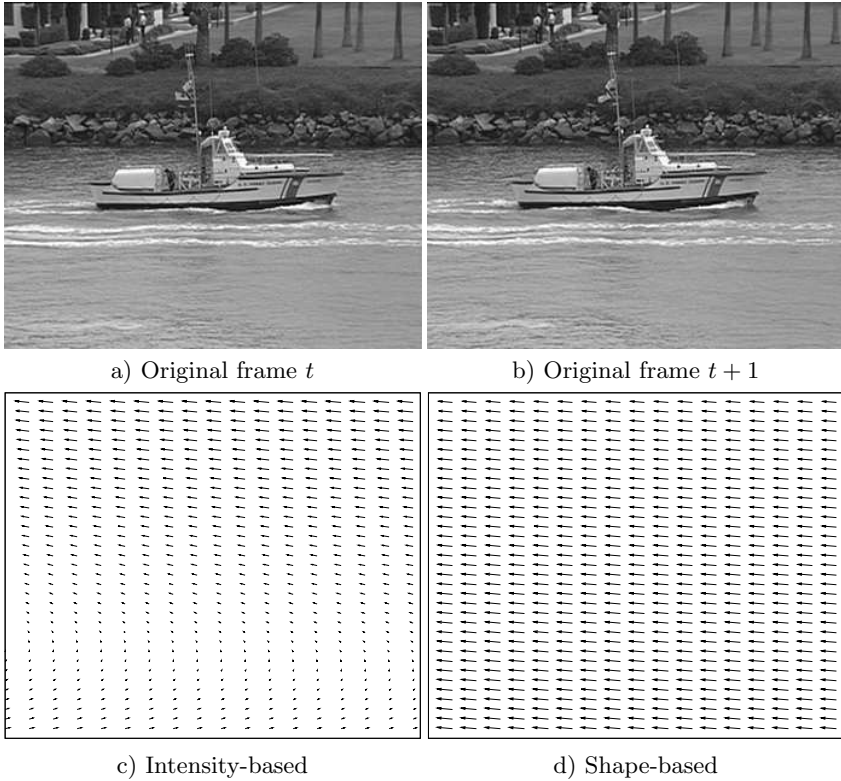 a) Original frame t
b) Original frame t + 1
c) Intensity-based
d) Shape-based